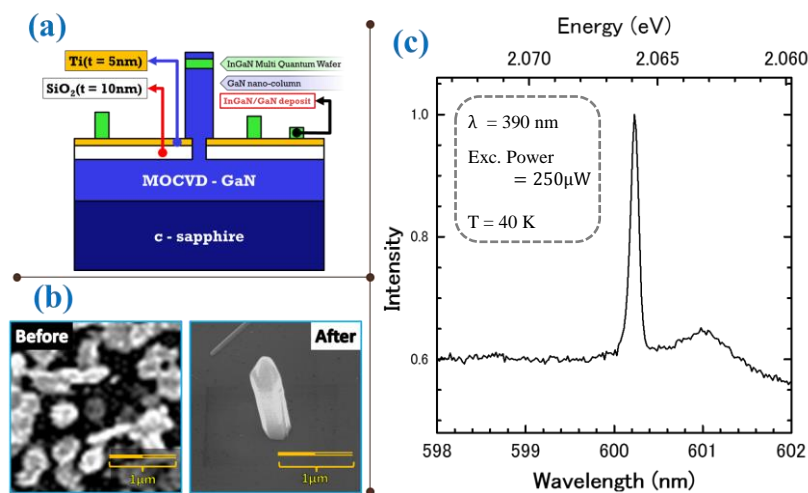 (a)
Ti(t = 5nm)
SiO₂(t = 10nm)
InGaN Multi Quantum Wafer
GaN nano-column
InGaN/GaN deposit
MOCVD - GaN
c - sapphire
(b)
Before
1μm
After
1μm
(c)
Energy (eV)
2.070 2.065 2.060
1.0
0.8
0.6
Intensity
λ = 390 nm
Exc. Power
= 250μW
T = 40 K
598 599 600 601 602
Wavelength (nm)